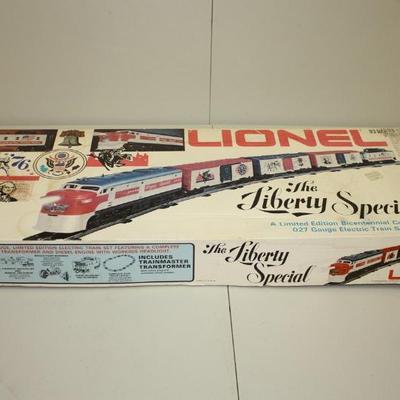 LIONEL
'76
The
Liberty Special
A Limited Edition Bicentennial
027 Gauge Electric Train
LIMITED EDITION ELECTRIC TRAIN SET FEATURING A COMPLETE
TRANSFORMER AND DIESEL ENGINE WITH WORKING HEADLIGHT.
INCLUDES
TRAINMASTER
TRANSFORMER
The Liberty
Special
LION